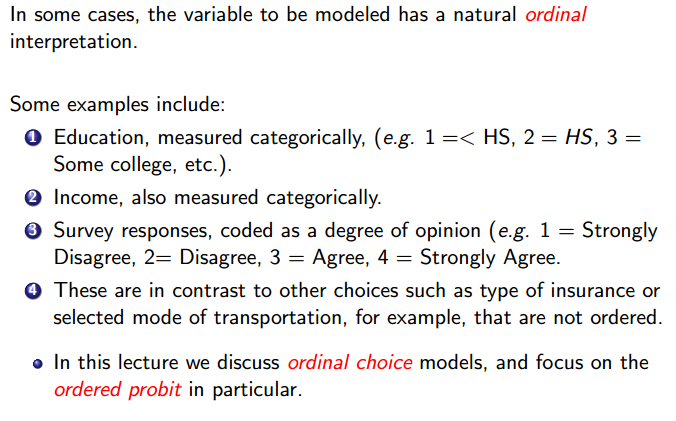 In some cases, the variable to be modeled has a natural ordinal
interpretation.
Some examples include:
1 Education, measured categorically, (e.g. 1 =< HS, 2 = HS, 3 =
Some college, etc.).
2 Income, also measured categorically.
3 Survey responses, coded as a degree of opinion (e.g. 1 = Strongly
Disagree, 2= Disagree, 3 = Agree, 4 = Strongly Agree.
4 These are in contrast to other choices such as type of insurance or
selected mode of transportation, for example, that are not ordered.
• In this lecture we discuss ordinal choice models, and focus on the
ordered probit in particular.